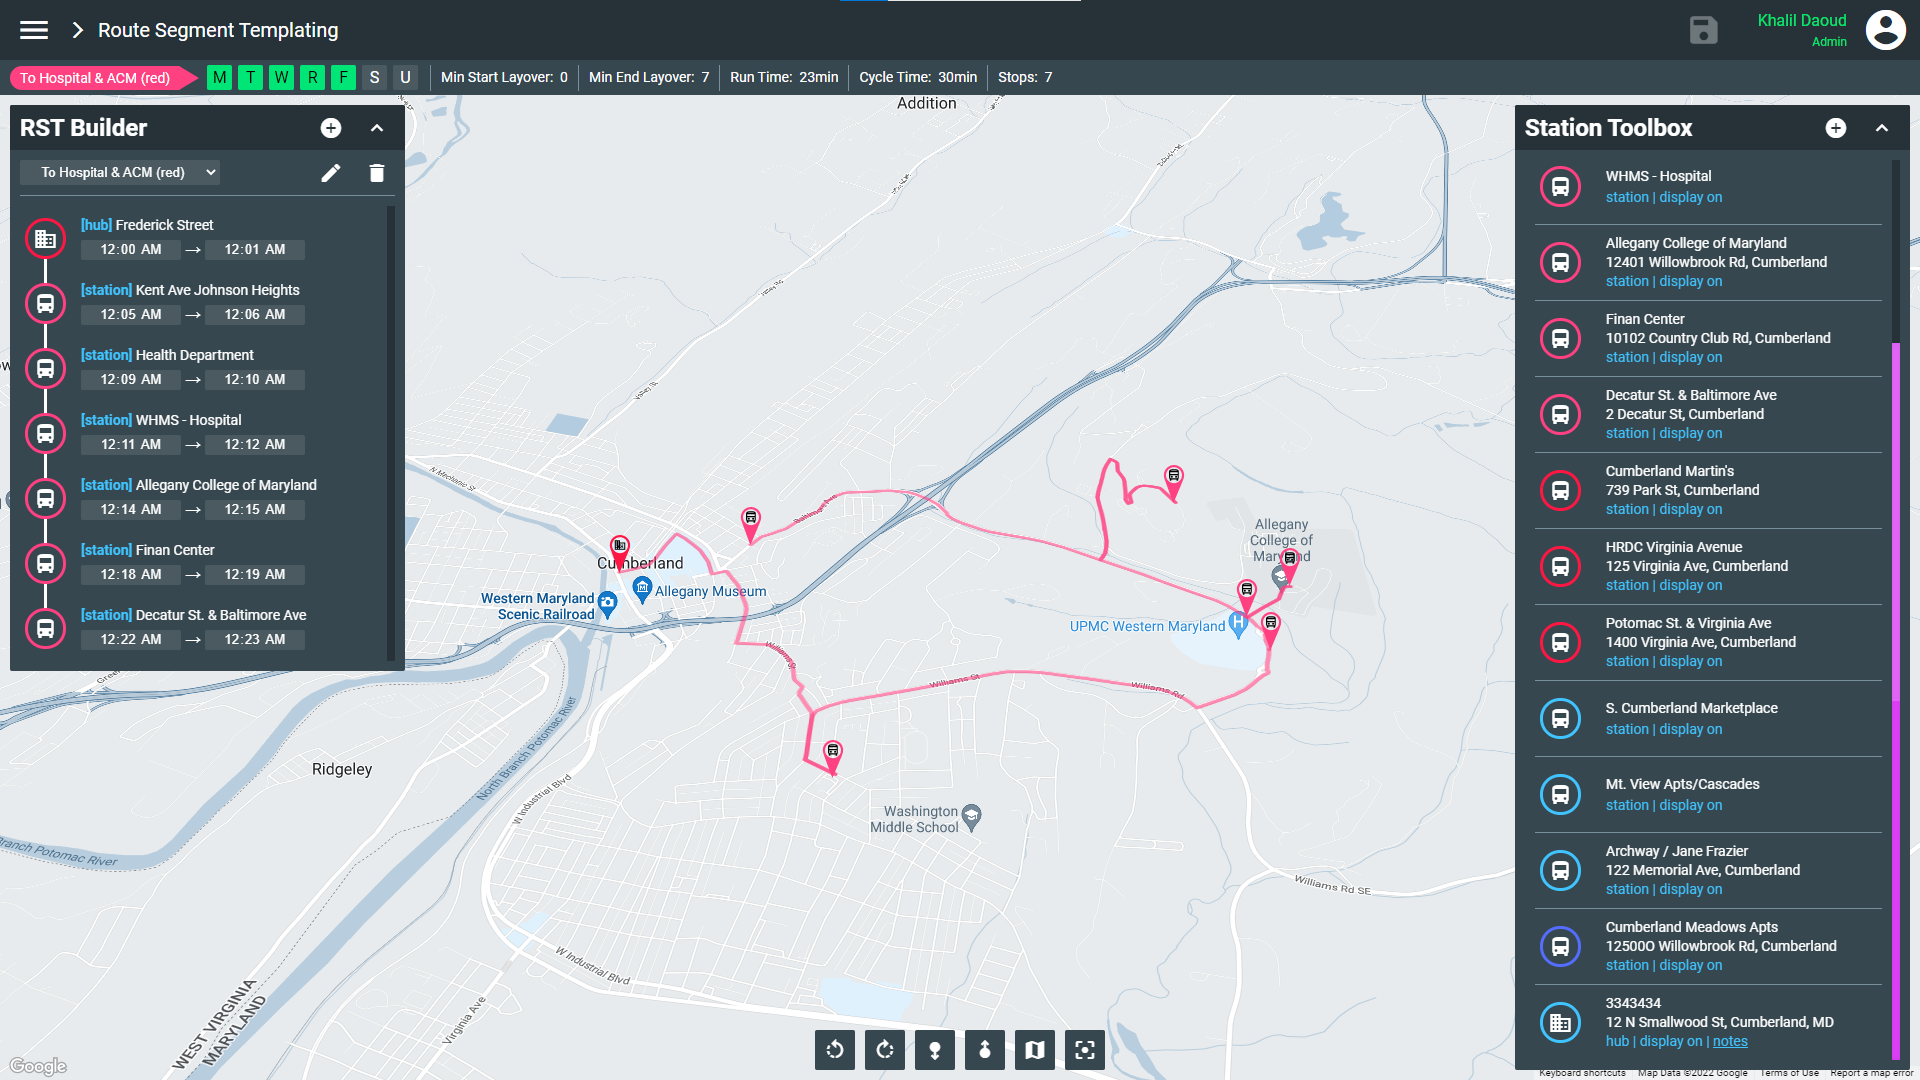 Route Segment Templating
Khalil Daoud
Admin
To Hospital & ACM (red)
M T W R F S U
Min Start Layover: 0
Min End Layover: 7
Run Time: 23min
Cycle Time: 30min
Stops: 7
RST Builder
To Hospital & ACM (red)
[hub] Frederick Street
12:00 AM → 12:01 AM
[station] Kent Ave Johnson Heights
12:05 AM → 12:06 AM
[station] Health Department
12:09 AM → 12:10 AM
[station] WHMS - Hospital
12:11 AM → 12:12 AM
[station] Allegany College of Maryland
12:14 AM → 12:15 AM
[station] Finan Center
12:18 AM → 12:19 AM
[station] Decatur St. & Baltimore Ave
12:22 AM → 12:23 AM
Addition
Valley Rd
Valley St
N Mechanic St
Baltimore Ave
Cumberland
Allegany Museum
Western Maryland
Scenic Railroad
Allegany
College of
Maryland
UPMC Western Maryland
Williams St
Williams St
Williams Rd
Ridgeley
North Branch Potomac River
Branch Potomac River
W Industrial Blvd
Washington
Middle School
Williams Rd SE
W Industrial Blvd
Virginia Ave
WEST VIRGINIA
MARYLAND
Google
Station Toolbox
WHMS - Hospital
station | display on
Allegany College of Maryland
12401 Willowbrook Rd, Cumberland
station | display on
Finan Center
10102 Country Club Rd, Cumberland
station | display on
Decatur St. & Baltimore Ave
2 Decatur St, Cumberland
station | display on
Cumberland Martin's
739 Park St, Cumberland
station | display on
HRDC Virginia Avenue
125 Virginia Ave, Cumberland
station | display on
Potomac St. & Virginia Ave
1400 Virginia Ave, Cumberland
station | display on
S. Cumberland Marketplace
station | display on
Mt. View Apts/Cascades
station | display on
Archway / Jane Frazier
122 Memorial Ave, Cumberland
station | display on
Cumberland Meadows Apts
12500O Willowbrook Rd, Cumberland
station | display on
3343434
12 N Smallwood St, Cumberland, MD
hub | display on | notes
Keyboard shortcuts
Map Data ©2022 Google
Terms of Use
Report a map error